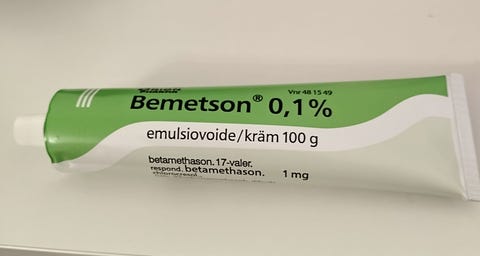 Vnr 48 15 49
Bemetson® 0,1%
emulsiovoide/kräm 100 g
betamethason. 17-valer.
respond. betamethason. 1 mg